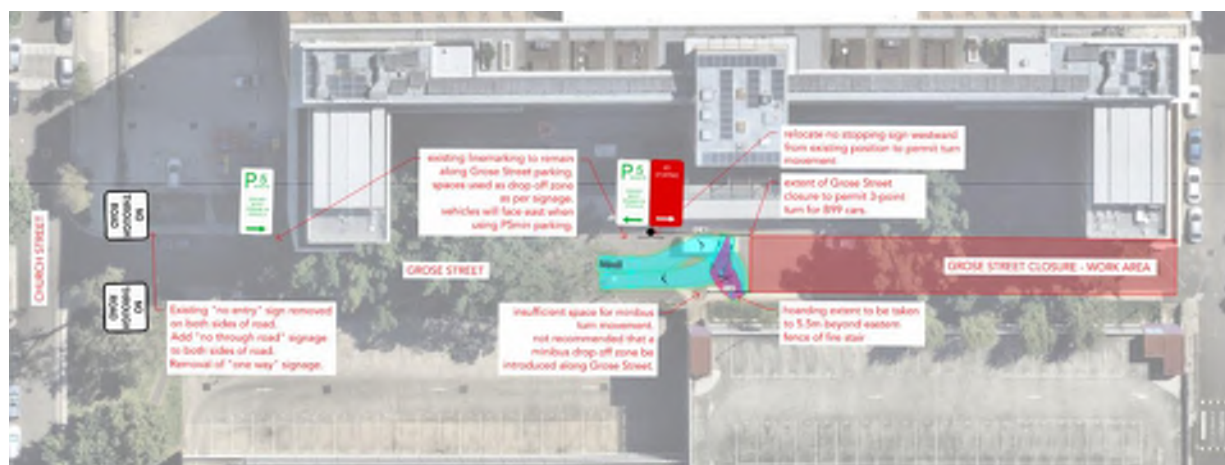 existing linemarking to remain
along Grose Street parking.
spaces used as drop off zone
as per signage.
vehicles will face east when
using P5min parking.
P 5
P 5
relocate no stopping sign westward
from existing position to permit turn
movement
extent of Grose Street
closure to permit 3-point
turn for B99 cars.
NO
THROUGH
ROAD
CHURCH STREET
GROSE STREET
GROSE STREET CLOSURE - WORK AREA
NO
THROUGH
ROAD
Existing "no entry" sign removed
on both sides of road.
Add "no through road" signage
to both sides of road.
Removal of "one way" signage.
insufficient space for minibus
turn movement.
not recommended that a
minibus drop off zone be
introduced along Grose Street.
hoarding extent to be taken
to 5.5m beyond eastern
fence of fire stair